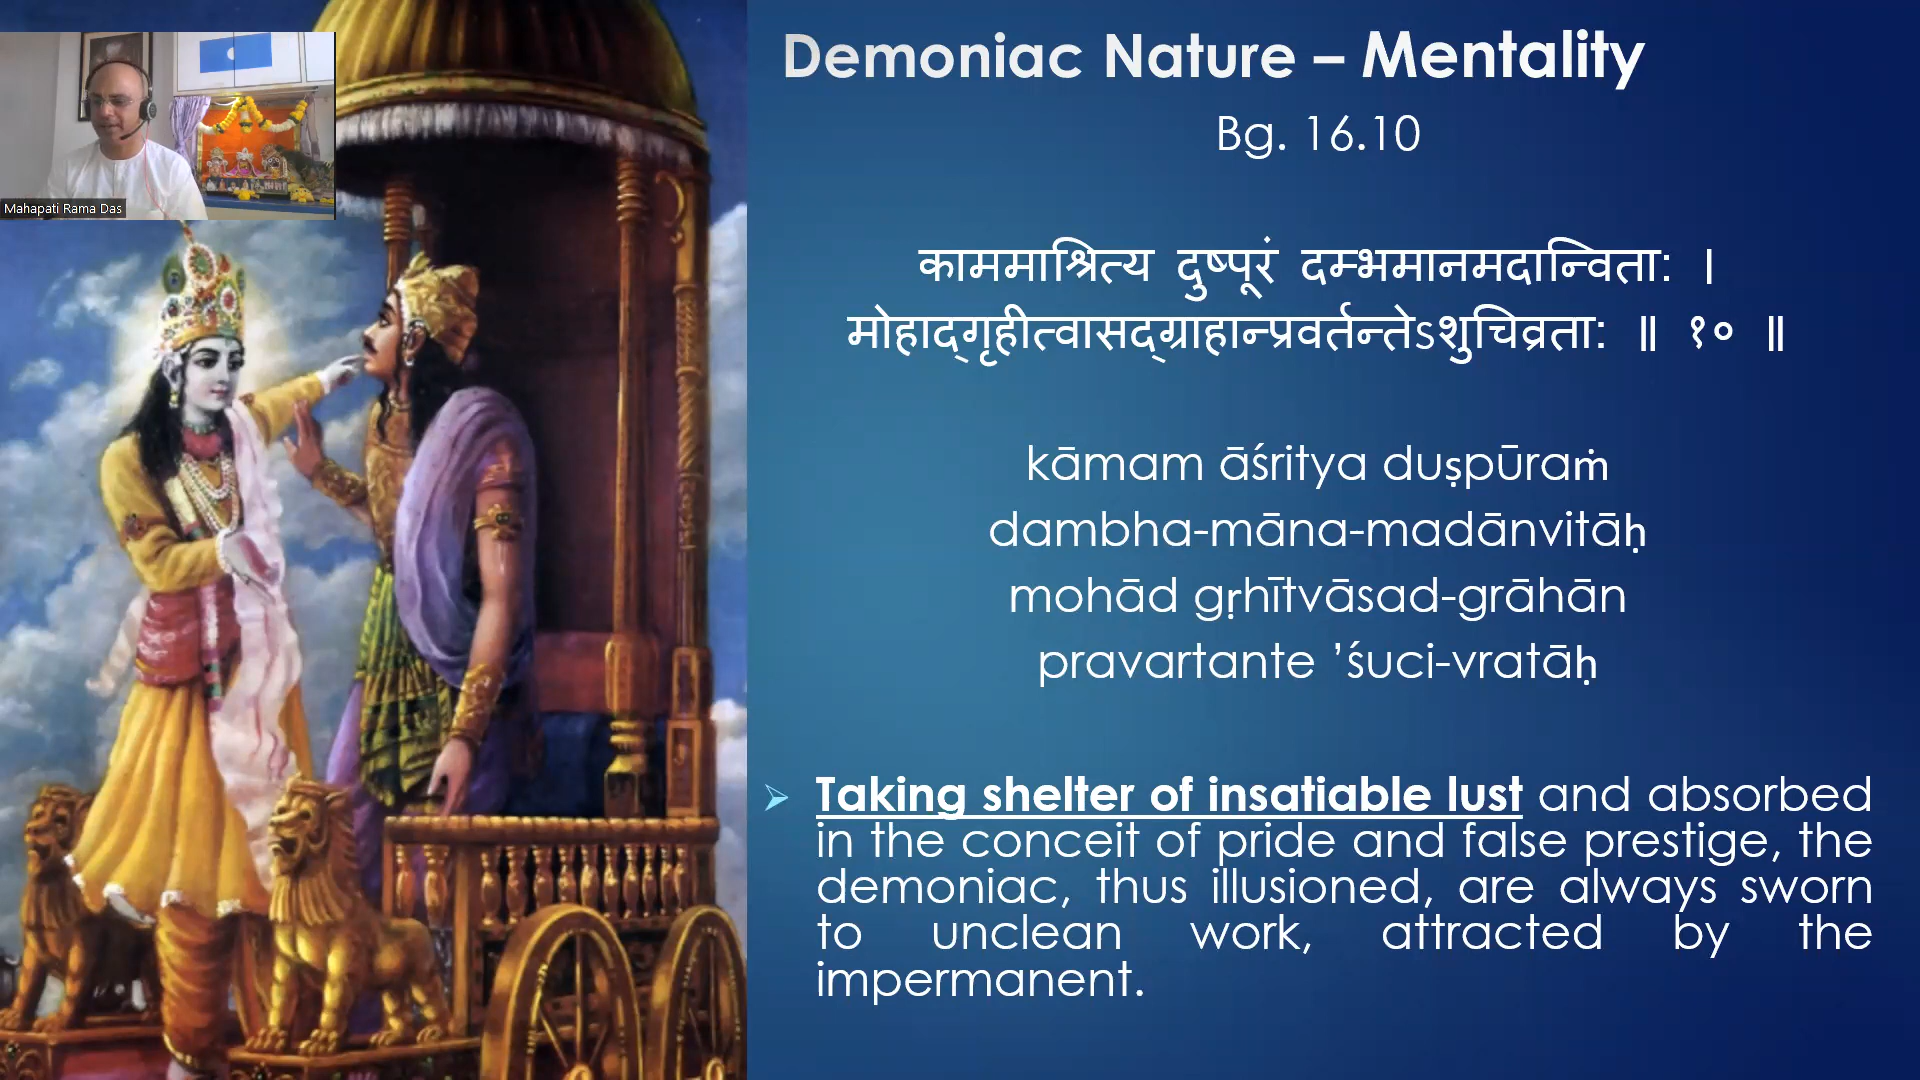 Demoniac Nature – Mentality
Bg. 16.10
काममाश्रित्य दुष्पूरं दम्भमानमदान्विता: ।
मोहाद्‍गृहीत्वासद्ग्राहान्प्रवर्तन्तेऽशुचिव्रता: ॥ १० ॥
kāmam āśritya duṣpūraṁ
dambha-māna-madānvitāḥ
mohād gṛhītvāsad-grāhān
pravartante ’śuci-vratāḥ
➢ Taking shelter of insatiable lust and absorbed
in the conceit of pride and false prestige, the
demoniac, thus illusioned, are always sworn
to unclean work, attracted by the
impermanent.
Mahapati Rama Das